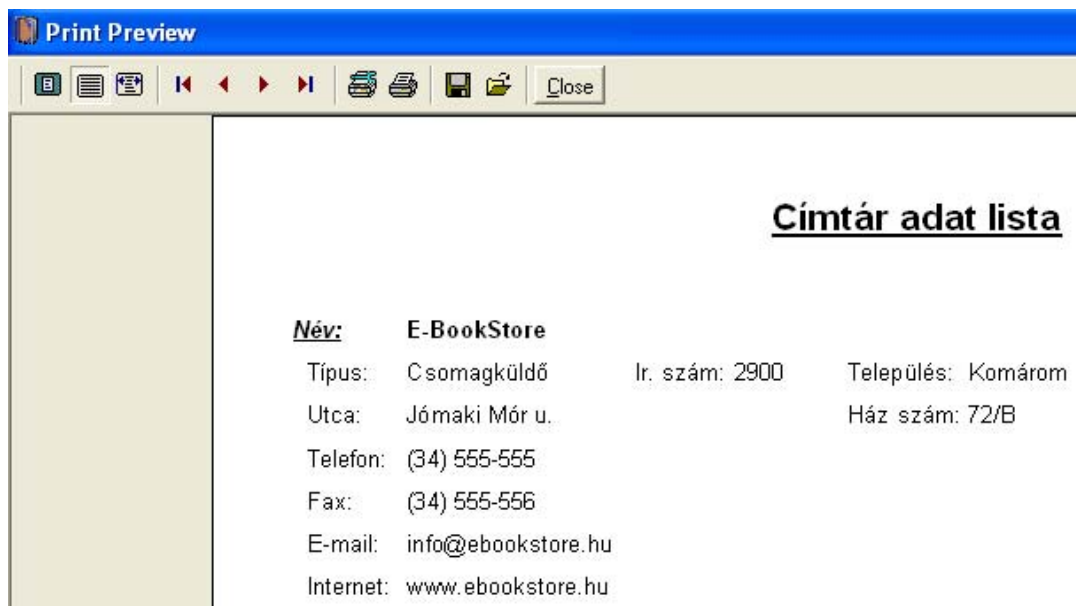 Print Preview
Close
Címtár adat lista
Név: E-BookStore
Típus: Csomagküldő Ir. szám: 2900 Település: Komárom
Utca: Jómaki Mór u. Ház szám: 72/B
Telefon: (34) 555-555
Fax: (34) 555-556
E-mail: info@ebookstore.hu
Internet: www.ebookstore.hu